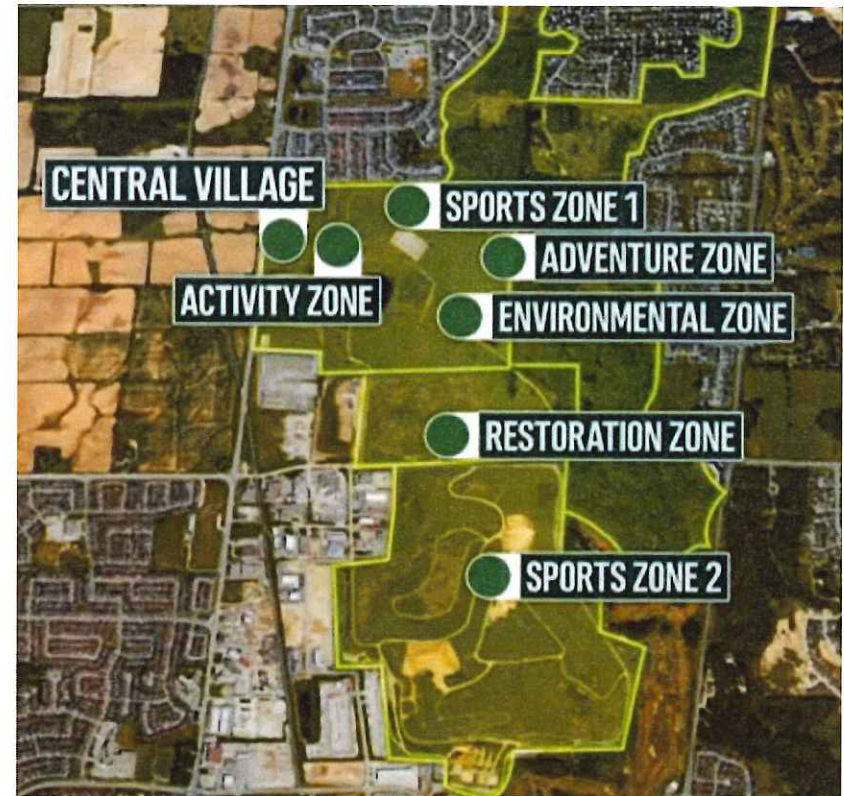 CENTRAL VILLAGE
SPORTS ZONE 1
ADVENTURE ZONE
ACTIVITY ZONE
ENVIRONMENTAL ZONE
RESTORATION ZONE
SPORTS ZONE 2